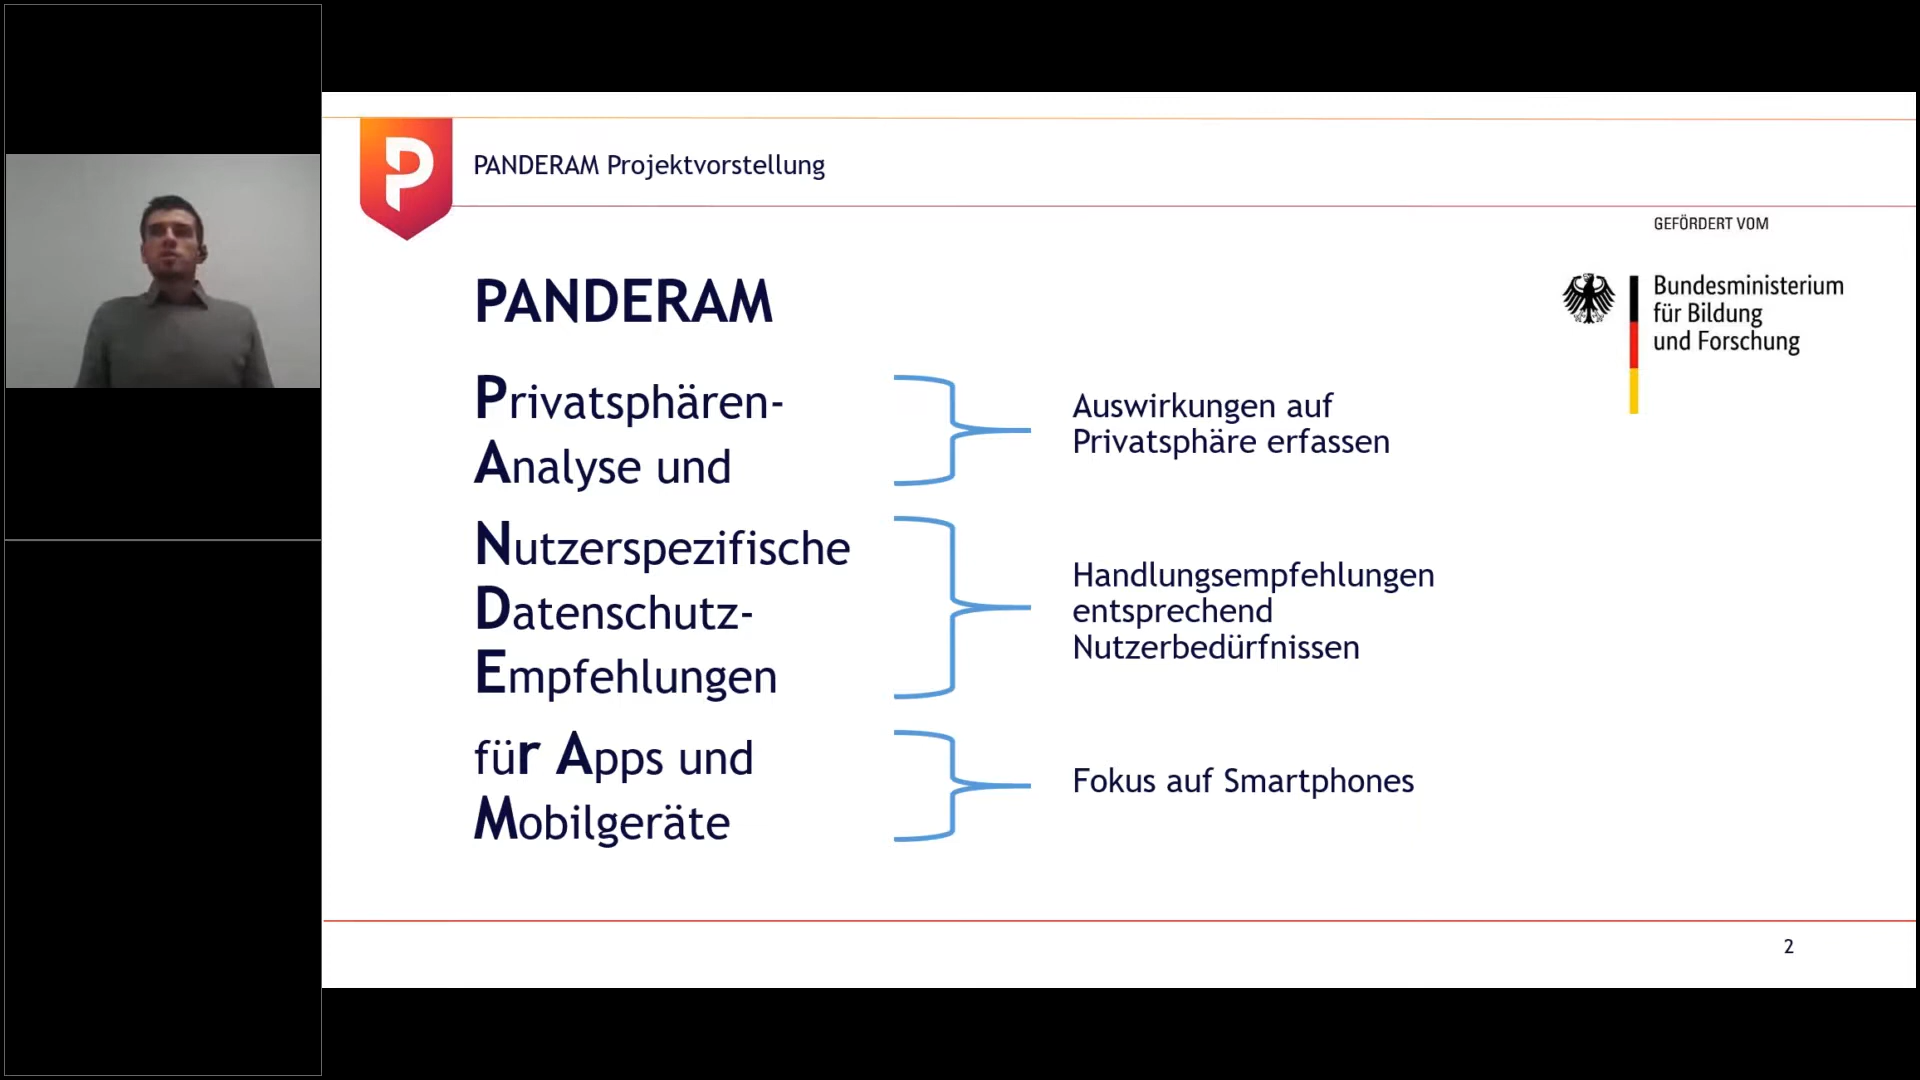 PANDERAM Projektvorstellung
GEFÖRDERT VOM
Bundesministerium
für Bildung
und Forschung
PANDERAM
Privatsphären-
Analyse und
Auswirkungen auf
Privatsphäre erfassen
Nutzerspezifische
Datenschutz-
Empfehlungen
Handlungsempfehlungen
entsprechend
Nutzerbedürfnissen
für Apps und
Mobilgeräte
Fokus auf Smartphones
2